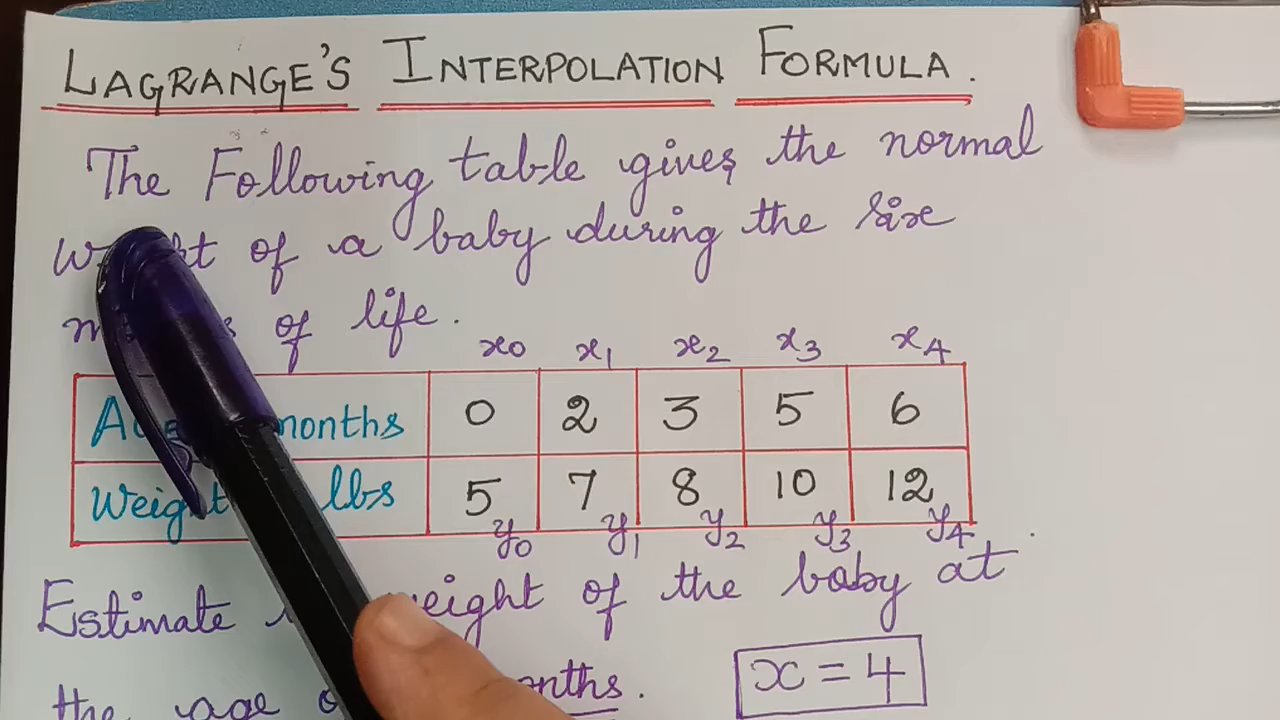 LAGRANGE'S INTERPOLATION FORMULA.
The Following table gives the normal
of a baby during the six
of life.
x0 x1 x2 x3 x4
months 0 2 3 5 6
Weight lbs 5 7 8 10 12
y0 y1 y2 y3 y4
Estimate weight of the baby at
the age months. x = 4